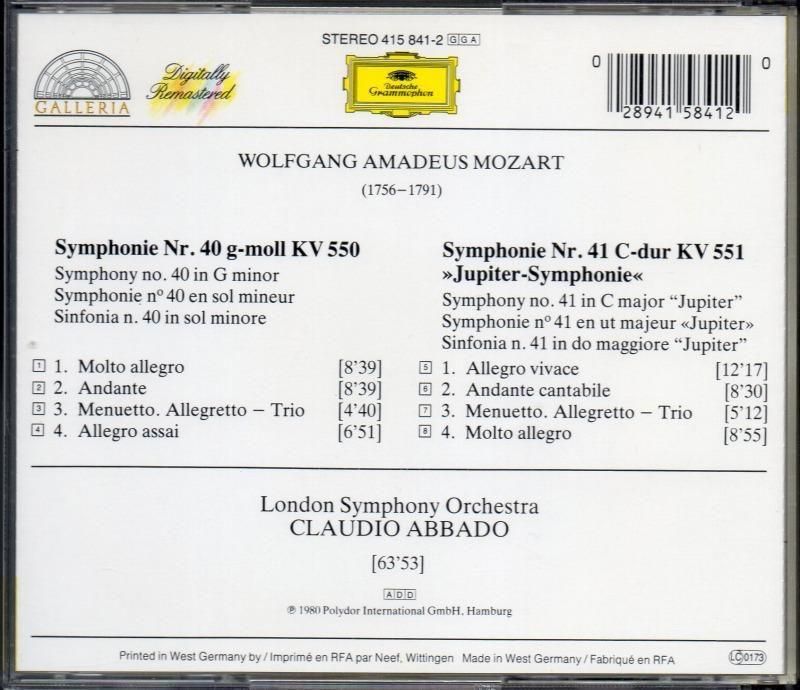 STEREO 415 841-2 GGA
GALLERIA
Digitally
Remastered
Deutsche
Grammophon
0 28941 58412 0
WOLFGANG AMADEUS MOZART
(1756–1791)
Symphonie Nr. 40 g-moll KV 550
Symphony no. 40 in G minor
Symphonie nº 40 en sol mineur
Sinfonia n. 40 in sol minore
1 1. Molto allegro [8'39]
2 2. Andante [8'39]
3 3. Menuetto. Allegretto – Trio [4'40]
4 4. Allegro assai [6'51]
Symphonie Nr. 41 C-dur KV 551
»Jupiter-Symphonie«
Symphony no. 41 in C major “Jupiter”
Symphonie nº 41 en ut majeur «Jupiter»
Sinfonia n. 41 in do maggiore “Jupiter”
5 1. Allegro vivace [12'17]
6 2. Andante cantabile [8'30]
7 3. Menuetto. Allegretto – Trio [5'12]
8 4. Molto allegro [8'55]
London Symphony Orchestra
CLAUDIO ABBADO
[63'53]
ADD
℗ 1980 Polydor International GmbH, Hamburg
Printed in West Germany by / Imprimé en RFA par Neef, Wittingen Made in West Germany / Fabriqué en RFA
LC 0173